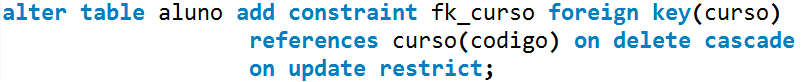 alter table aluno add constraint fk_curso foreign key(curso)
references curso(codigo) on delete cascade
on update restrict;